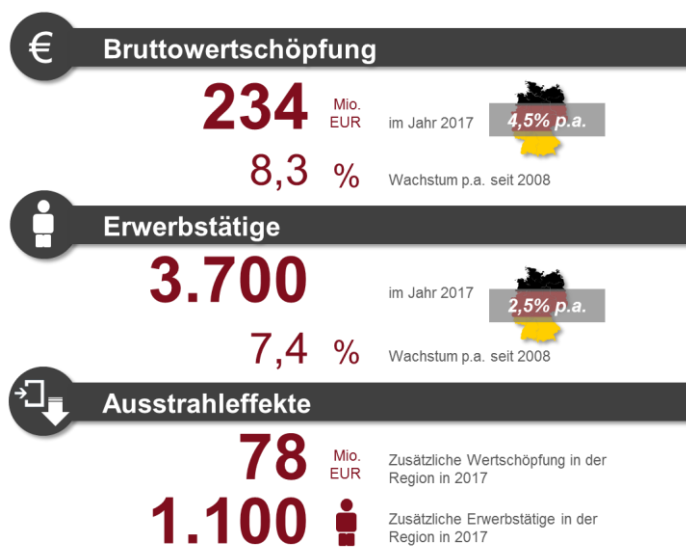 € Bruttowertschöpfung
234 Mio. EUR im Jahr 2017 4,5% p.a.
8,3 % Wachstum p.a. seit 2008
Erwerbstätige
3.700 im Jahr 2017 2,5% p.a.
7,4 % Wachstum p.a. seit 2008
Ausstrahleffekte
78 Mio. EUR Zusätzliche Wertschöpfung in der
Region in 2017
1.100 Zusätzliche Erwerbstätige in der
Region in 2017